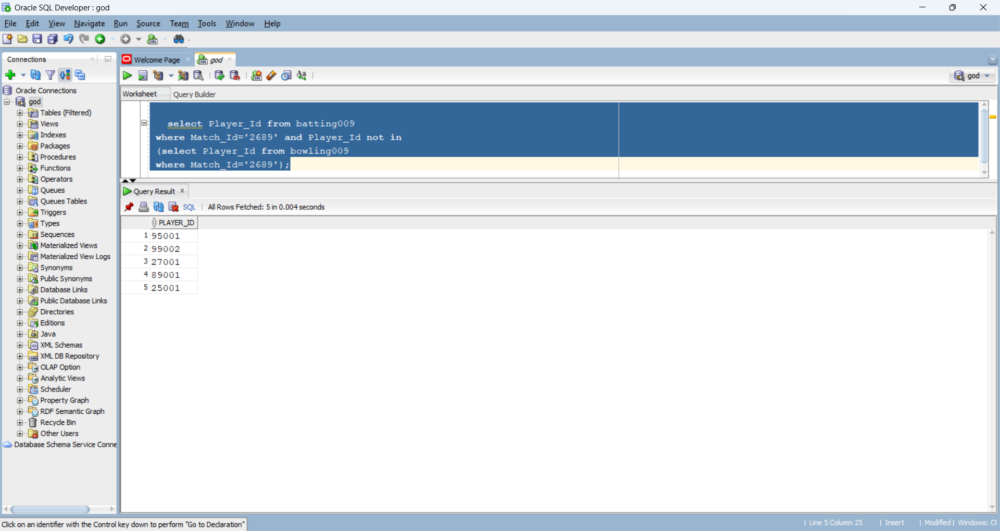 Oracle SQL Developer : god
File Edit View Navigate Run Source Team Tools Window Help
Connections
Welcome Page
god
god
Worksheet
Query Builder
Oracle Connections
god
Tables (Filtered)
Views
Indexes
Packages
Procedures
Functions
Operators
Queues
Queues Tables
Triggers
Types
Sequences
Materialized Views
Materialized View Logs
Synonyms
Public Synonyms
Database Links
Public Database Links
Directories
Editions
Java
XML Schemas
XML DB Repository
OLAP Option
Analytic Views
Scheduler
Property Graph
RDF Semantic Graph
Recycle Bin
Other Users
Database Schema Service Conne
select Player_Id from batting009
where Match_Id='2689' and Player_Id not in
(select Player_Id from bowling009
where Match_Id='2689');
Query Result
SQL | All Rows Fetched: 5 in 0.004 seconds
PLAYER_ID
1 95001
2 99002
3 27001
4 89001
5 25001
Click on an identifier with the Control key down to perform "Go to Declaration"
| Line 5 Column 25 | Insert | Modified | Windows: CF